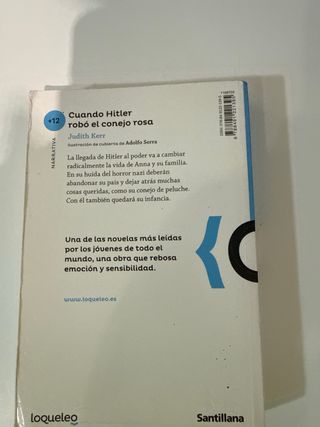 +12
NARRATIVA
Cuando Hitler
robó el conejo rosa
Judith Kerr
Ilustración de cubierta de Adolfo Serra
La llegada de Hitler al poder va a cambiar
radicalmente la vida de Anna y su familia.
En su huida del horror nazi deberán
abandonar su país y dejar atrás muchas
cosas queridas, como su conejo de peluche.
Con él también quedará su infancia.
Una de las novelas más leídas
por los jóvenes de todo el
mundo, una obra que rebosa
emoción y sensibilidad.
www.loqueleo.es
loqueleo
Santillana